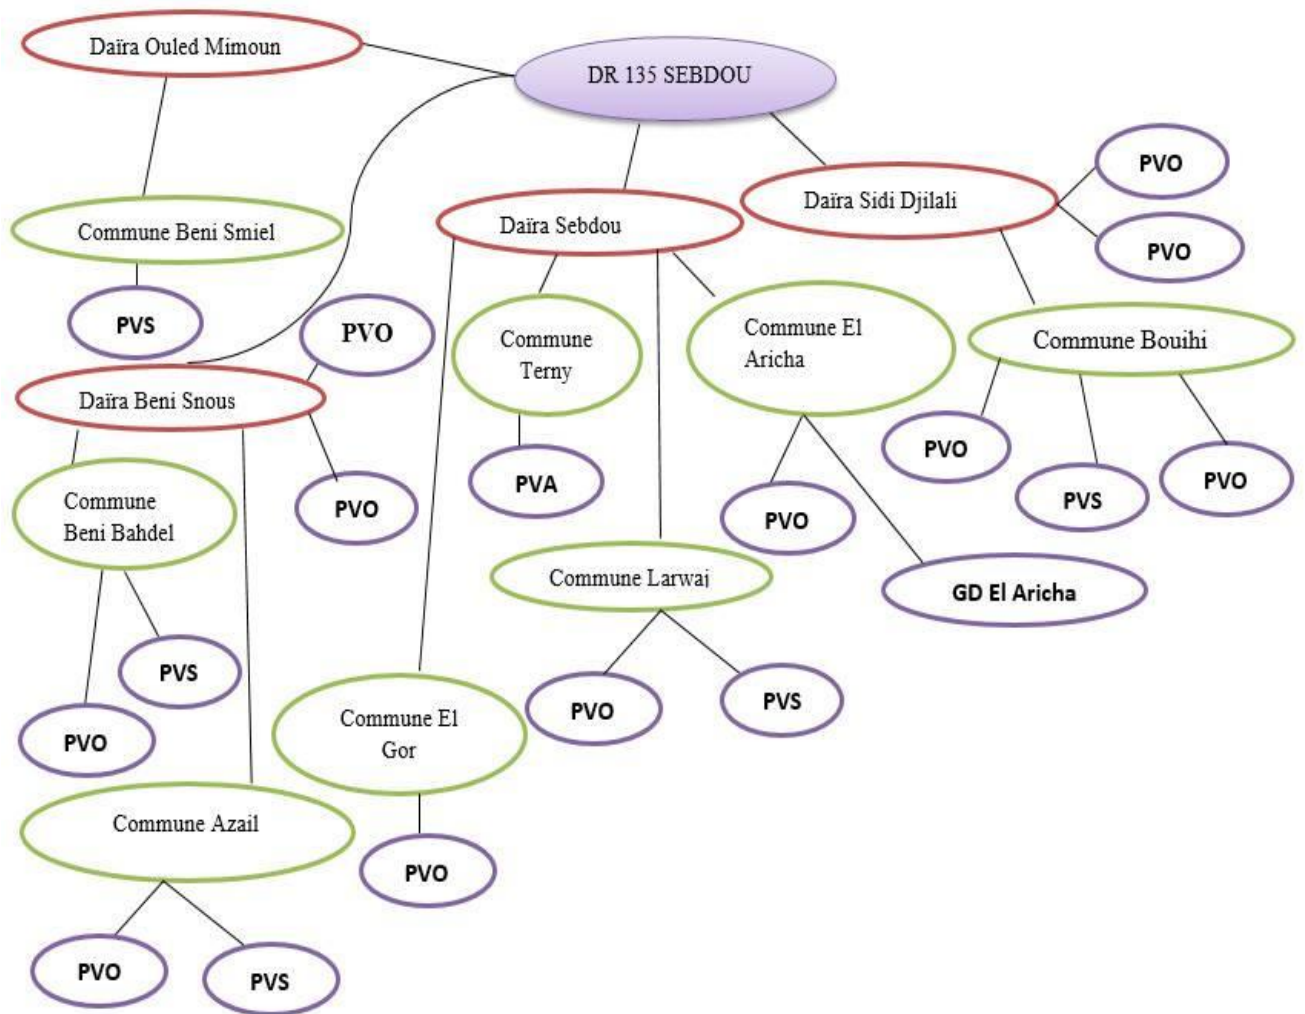 Daïra Ouled Mimoun
DR 135 SEBDOU
PVO
Daïra Sidi Djilali
Daïra Sebdou
Commune Beni Smiel
PVO
PVS
PVO
Commune
Terny
Commune El
Aricha
Commune Bouihi
Daïra Beni Snous
PVO
PVS
PVO
PVO
PVA
PVO
Commune
Beni Bahdel
Commune Larwaj
GD El Aricha
PVS
PVO
PVO
PVS
Commune El
Gor
Commune Azail
PVO
PVO
PVS